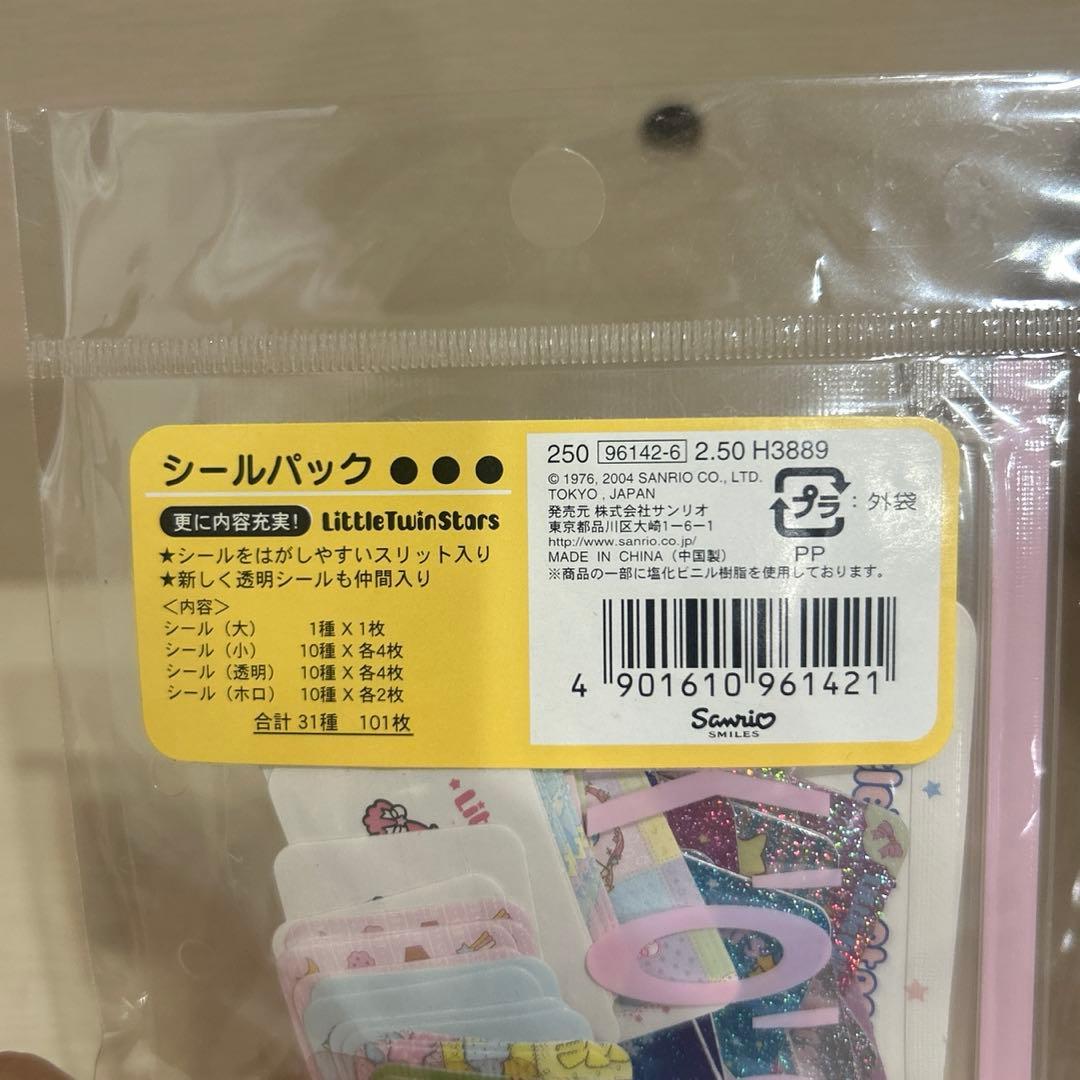 シールパック ●●●
更に内容充実! LittleTwinStars
★シールをはがしやすいスリット入り
★新しく透明シールも仲間入り
＜内容＞
シール（大） 1種 X 1枚
シール（小） 10種 X 各4枚
シール（透明） 10種 X 各4枚
シール（ホロ） 10種 X 各2枚
合計 31種 101枚
250 96142-6 2.50 H3889
© 1976, 2004 SANRIO CO., LTD.
TOKYO , JAPAN
発売元 株式会社サンリオ
東京都品川区大崎1-6-1
http://www.sanrio.co.jp/
MADE IN CHINA（中国製）
※商品の一部に塩化ビニル樹脂を使用しております。
プラ : 外袋
PP
4 901610 961421
Sanrio
SMILES